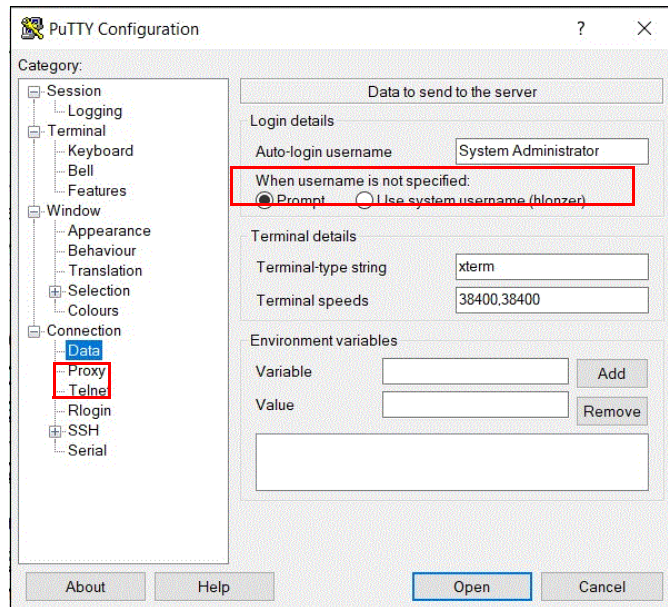 PuTTY Configuration
Category:
Session
Logging
Terminal
Keyboard
Bell
Features
Window
Appearance
Behaviour
Translation
Selection
Colours
Connection
Data
Proxy
Telnet
Rlogin
SSH
Serial
Data to send to the server
Login details
Auto-login username System Administrator
When username is not specified:
Prompt Use system username (hlonzer)
Terminal details
Terminal-type string xterm
Terminal speeds 38400,38400
Environment variables
Variable Add
Value Remove
About Help Open Cancel